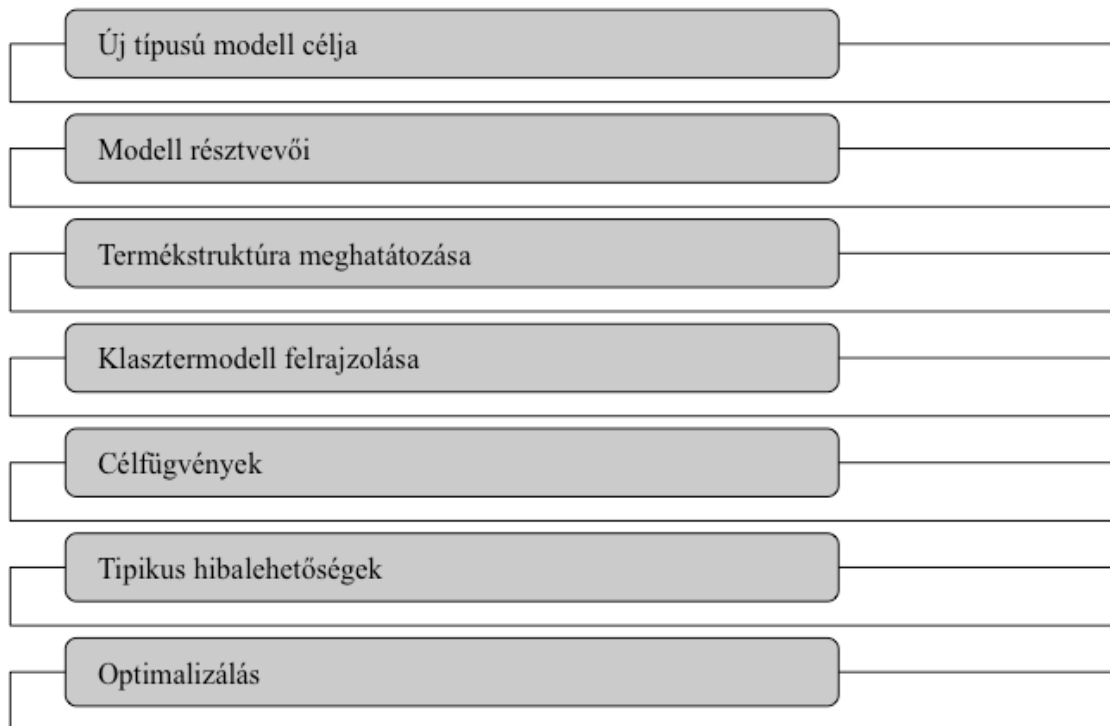 Új típusú modell célja
Modell résztvevői
Termékstruktúra meghatátozása
Klasztermodell felrajzolása
Célfügvények
Tipikus hibalehetőségek
Optimalizálás